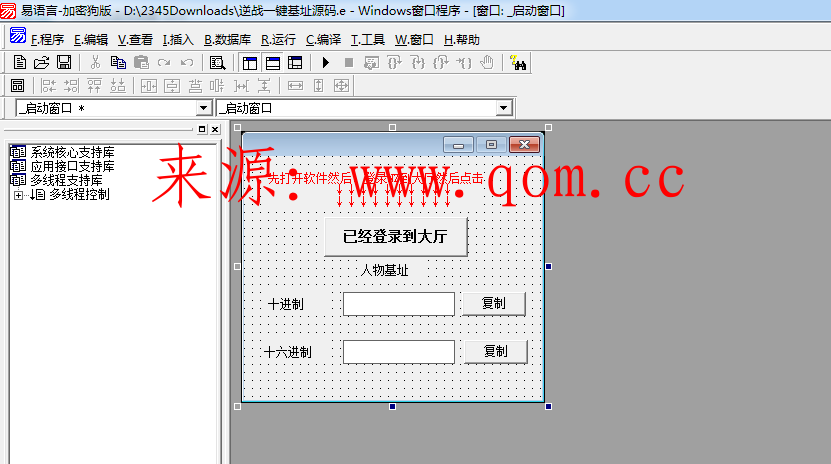 易语言-加密狗版 - D:\2345Downloads\逆战一键基址源码.e - Windows窗口程序 - [窗口: _启动窗口]
F.程序 E.编辑 V.查看 I.插入 B.数据库 R.运行 C.编译 T.工具 W.窗口 H.帮助
_启动窗口 * _启动窗口
系统核心支持库
应用接口支持库
多线程支持库
多线程控制
来源：www.qom.cc
先打开软件然后 登录 到大厅然后点击
↓↓↓↓↓↓↓↓↓↓
已经登录到大厅
人物基址
十进制 复制
十六进制 复制